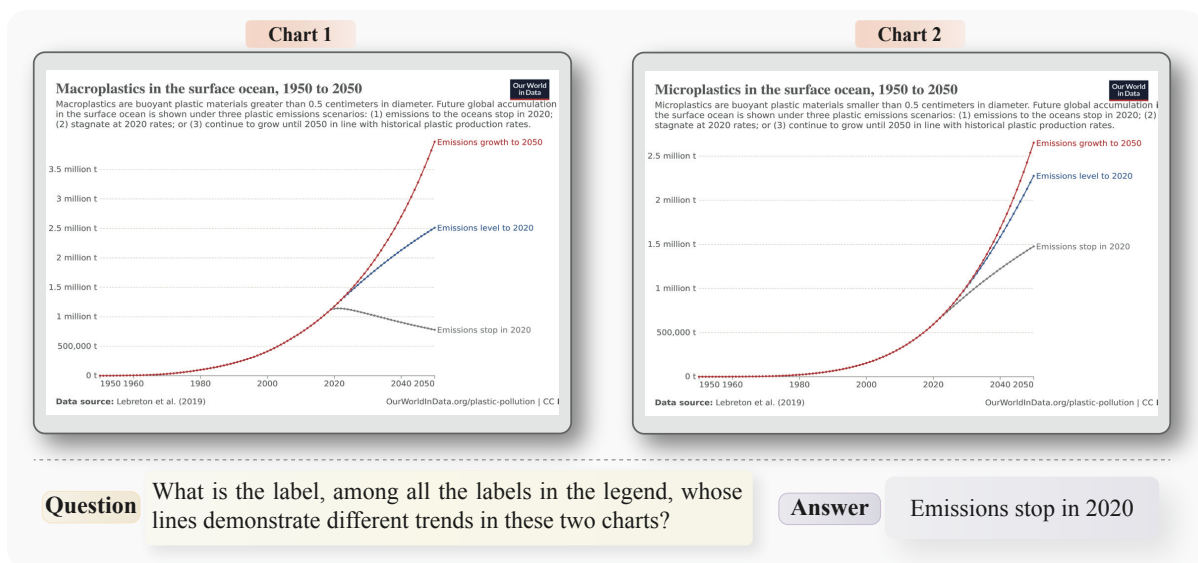 Chart 1
Macroplastics in the surface ocean, 1950 to 2050
Our World
in Data
Macroplastics are buoyant plastic materials greater than 0.5 centimeters in diameter. Future global accumulation
in the surface ocean is shown under three plastic emissions scenarios: (1) emissions to the oceans stop in 2020;
(2) stagnate at 2020 rates; or (3) continue to grow until 2050 in line with historical plastic production rates.
Emissions growth to 2050
3.5 million t
3 million t
2.5 million t
Emissions level to 2020
2 million t
1.5 million t
1 million t
Emissions stop in 2020
500,000 t
0 t
1950 1960 1980 2000 2020 2040 2050
Data source: Lebreton et al. (2019) OurWorldInData.org/plastic-pollution | CC
Chart 2
Microplastics in the surface ocean, 1950 to 2050
Our World
in Data
Microplastics are buoyant plastic materials smaller than 0.5 centimeters in diameter. Future global accumulation
the surface ocean is shown under three plastic emissions scenarios: (1) emissions to the oceans stop in 2020; (2)
stagnate at 2020 rates; or (3) continue to grow until 2050 in line with historical plastic production rates.
Emissions growth to 2050
2.5 million t
Emissions level to 2020
2 million t
1.5 million t
Emissions stop in 2020
1 million t
500,000 t
0 t
1950 1960 1980 2000 2020 2040 2050
Data source: Lebreton et al. (2019) OurWorldInData.org/plastic-pollution | CC
Question
What is the label, among all the labels in the legend, whose
lines demonstrate different trends in these two charts?
Answer
Emissions stop in 2020